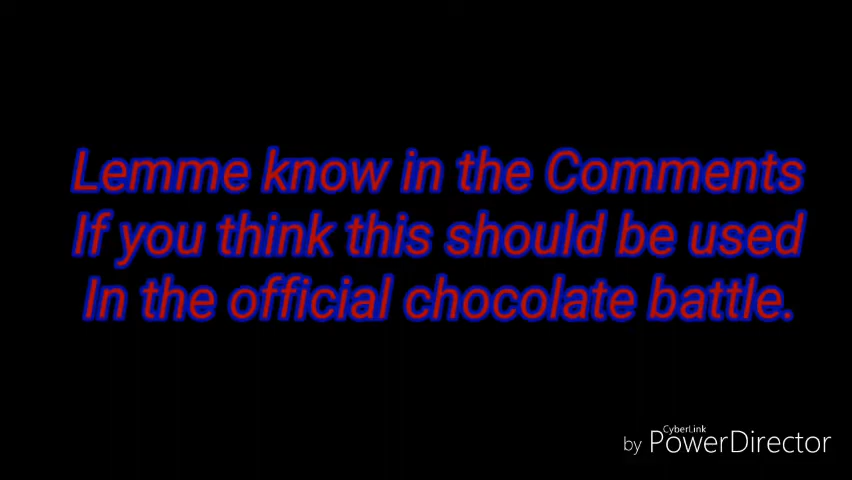 Lemme know in the Comments
If you think this should be used
In the official chocolate battle.
CyberLink
by PowerDirector